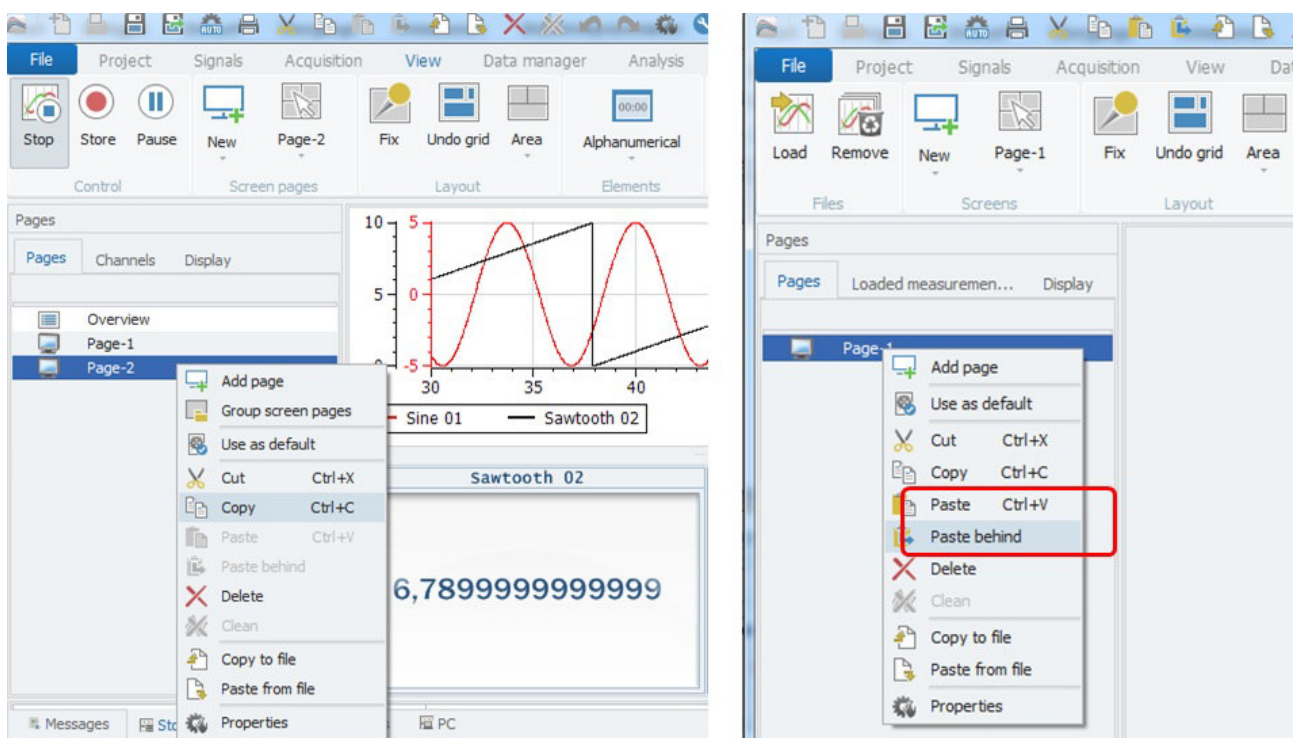 AUTO
File Project Signals Acquisition View Data manager Analysis
00:00
Stop Store Pause New Page-2 Fix Undo grid Area Alphanumerical
Control Screen pages Layout Elements
Pages
Pages Channels Display
Overview
Page-1
Page-2
Add page
Group screen pages
Use as default
Cut Ctrl+X
Copy Ctrl+C
Paste Ctrl+V
Paste behind
Delete
Clean
Copy to file
Paste from file
Properties
10 5
5 0
-5
30 35 40
Sine 01 Sawtooth 02
Sawtooth 02
6,7899999999999
Messages PC
AUTO
File Project Signals Acquisition View
Load Remove New Page-1 Fix Undo grid Area
Files Screens Layout
Pages
Pages Loaded measuremen... Display
Page-1
Add page
Use as default
Cut Ctrl+X
Copy Ctrl+C
Paste Ctrl+V
Paste behind
Delete
Clean
Copy to file
Paste from file
Properties